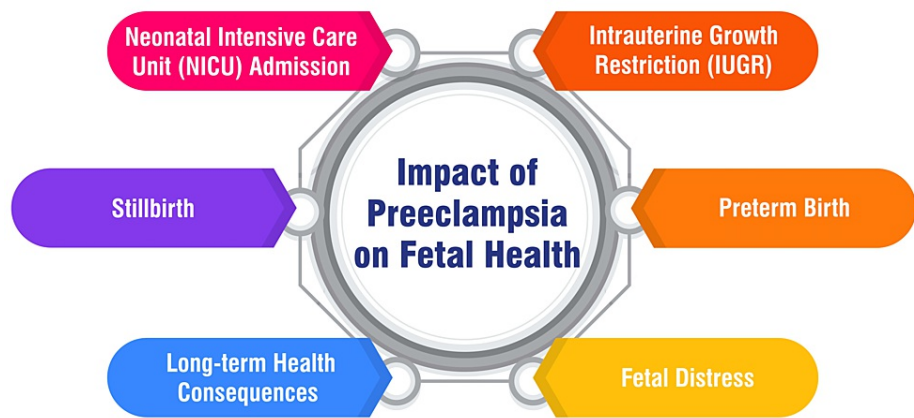 Impact of
Preeclampsia
on Fetal Health
Neonatal Intensive Care
Unit (NICU) Admission
Intrauterine Growth
Restriction (IUGR)
Stillbirth
Preterm Birth
Long-term Health
Consequences
Fetal Distress